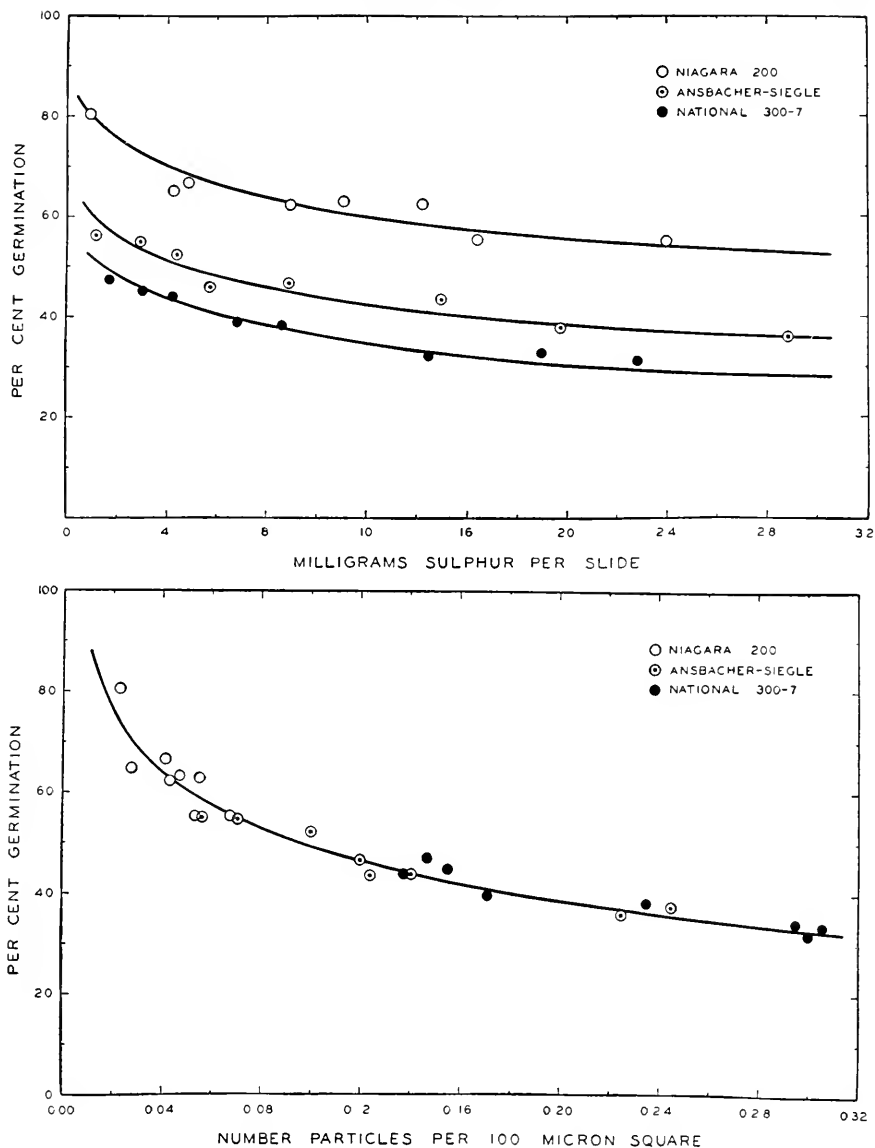 100
80
60
40
20
0
PER CENT GERMINATION
NIAGARA 200
ANSBACHER-SIEGLE
NATIONAL 300-7
0 4 8 10 16 20 24 28 32
MILLIGRAMS SULPHUR PER SLIDE
100
80
60
40
20
0
PER CENT GERMINATION
NIAGARA 200
ANSBACHER-SIEGLE
NATIONAL 300-7
0.00 0.04 0.08 0 2 0.16 0.20 0.24 0.28 0.32
NUMBER PARTICLES PER 100 MICRON SQUARE